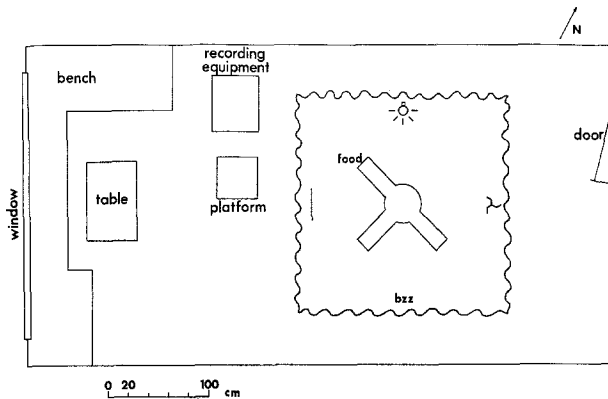 N
bench
recording
equipment
door
food
window
table
platform
bzz
0 20 100 cm